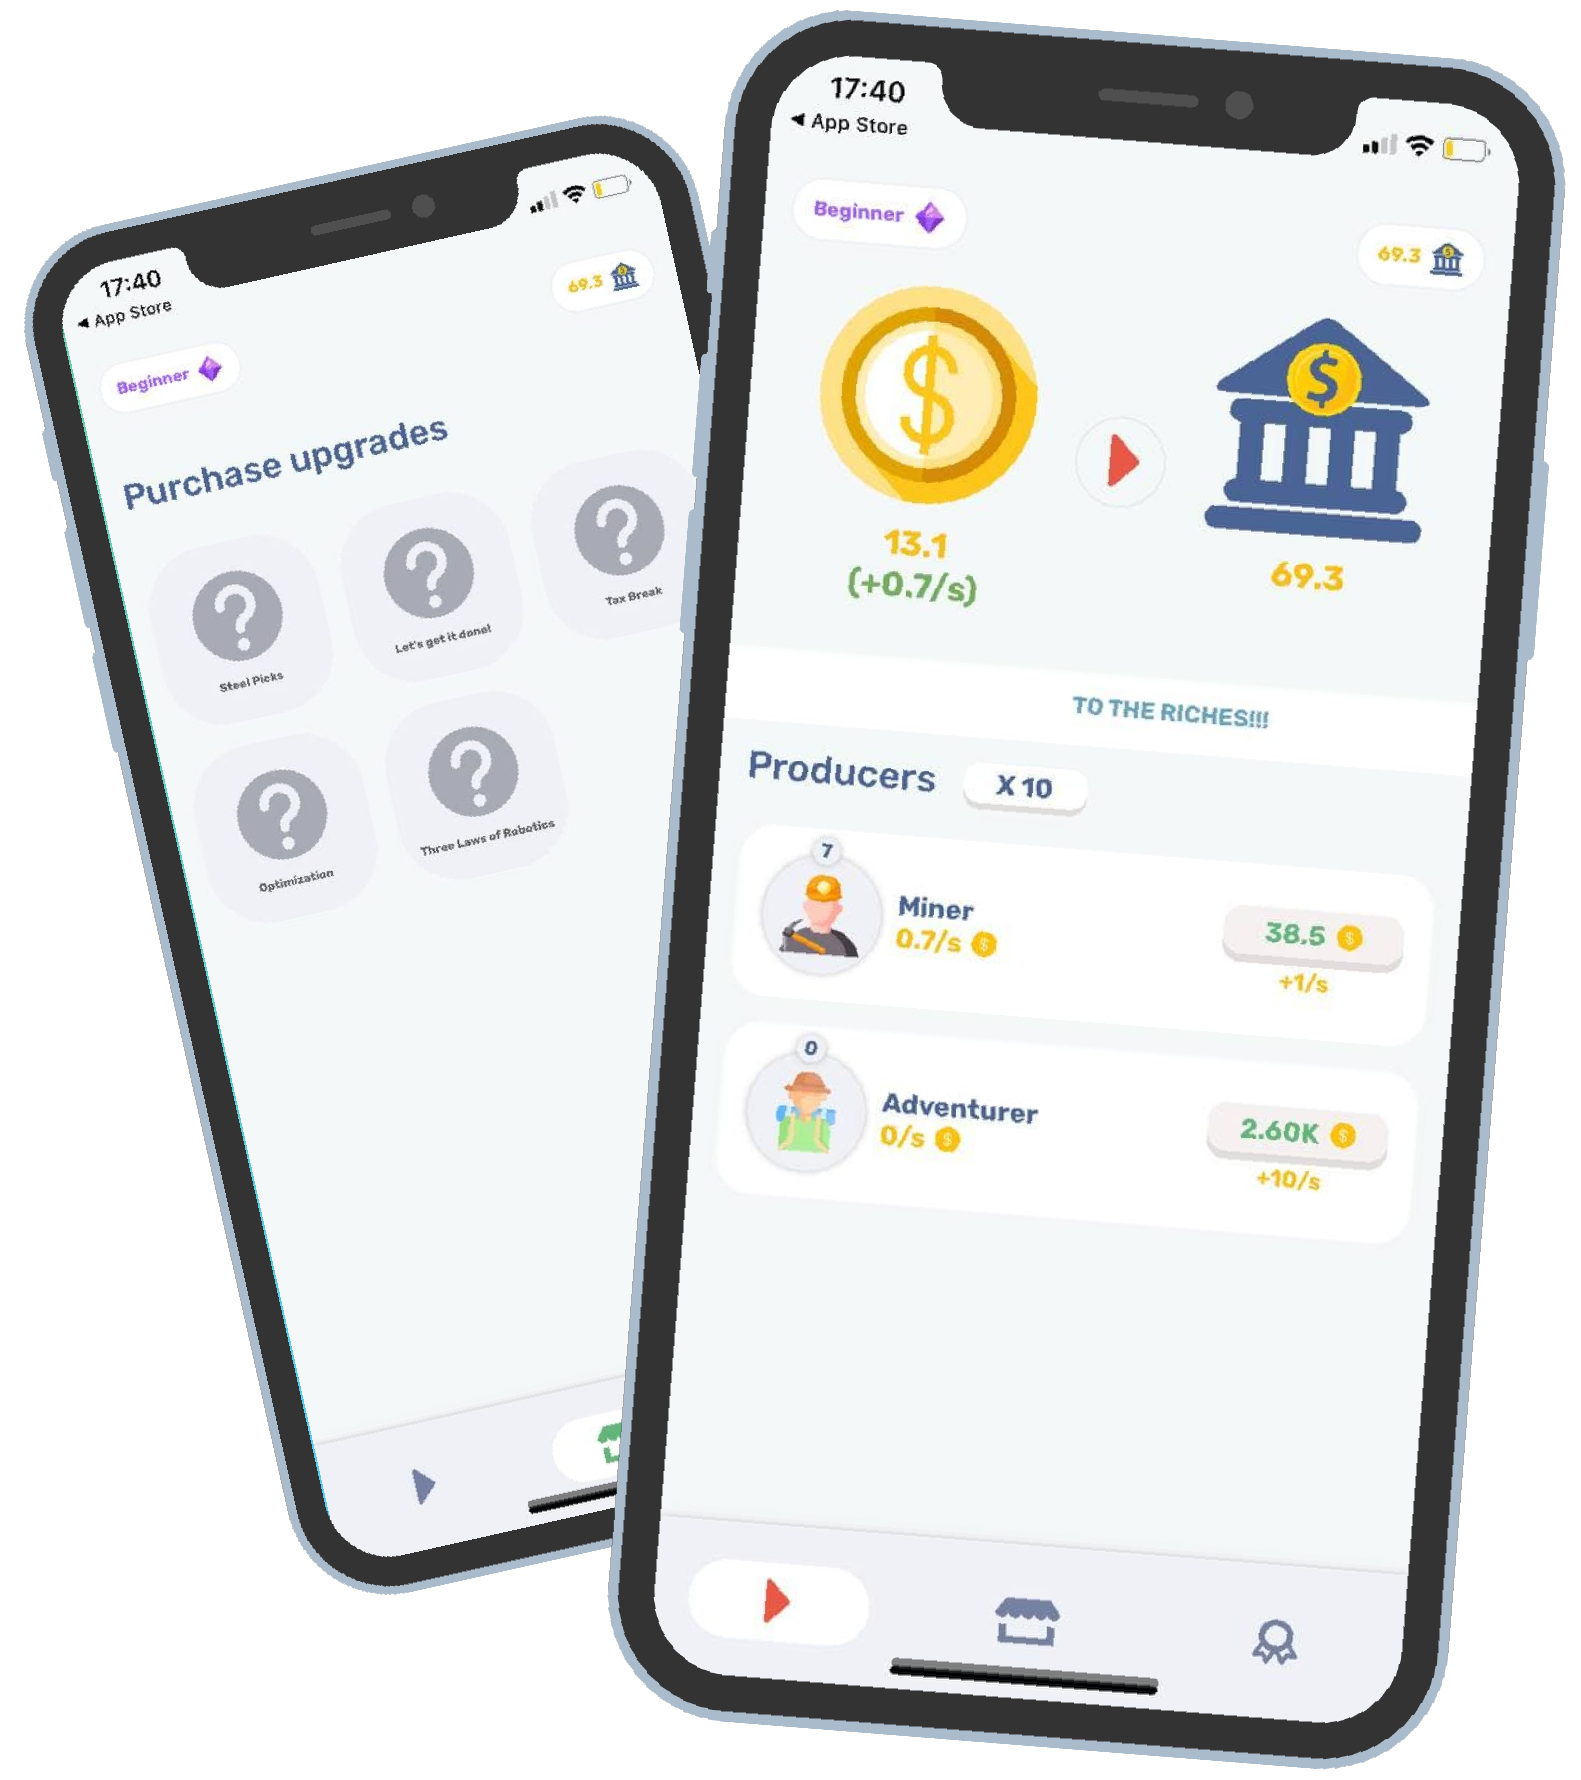 17:40
◀ App Store
69.3
Beginner
Purchase upgrades
Steel Picks
Let's get it done!
Tax Break
Optimization
Three Laws of Robotics
17:40
◀ App Store
Beginner
69.3
$
$
13.1
(+0.7/s)
69.3
TO THE RICHES!!!
Producers
X 10
7
Miner
0.7/s
38.5
+1/s
0
Adventurer
0/s
2.60K
+10/s